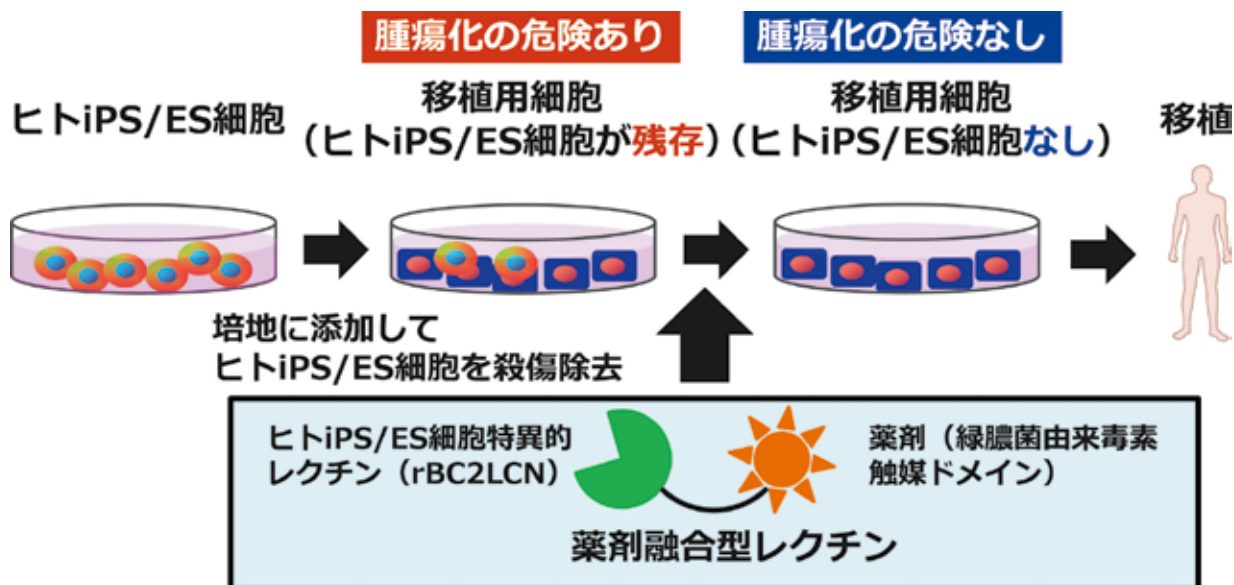 腫瘍化の危険あり
腫瘍化の危険なし
ヒトiPS/ES細胞
移植用細胞
(ヒトiPS/ES細胞が残存)
移植用細胞
(ヒトiPS/ES細胞なし)
移植
培地に添加して
ヒトiPS/ES細胞を殺傷除去
ヒトiPS/ES細胞特異的
レクチン(rBC2LCN)
薬剤(緑膿菌由来毒素
触媒ドメイン)
薬剤融合型レクチン